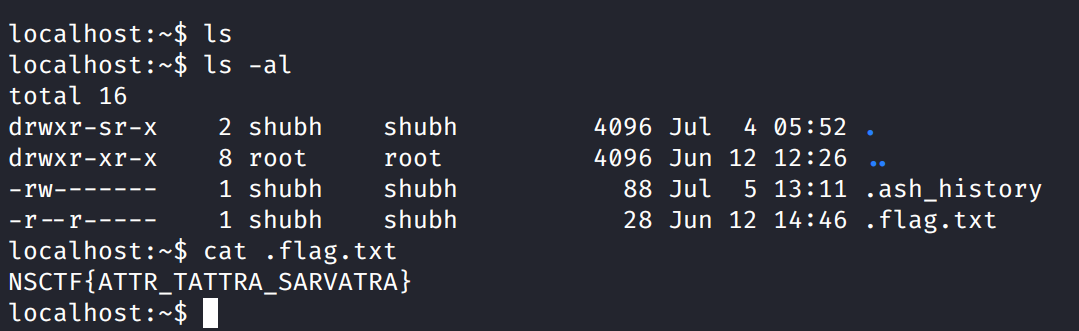 localhost:~$ ls
localhost:~$ ls -al
total 16
drwxr-sr-x    2 shubh    shubh         4096 Jul  4 05:52 .
drwxr-xr-x    8 root     root          4096 Jun 12 12:26 ..
-rw-------    1 shubh    shubh           88 Jul  5 13:11 .ash_history
-r--r-----    1 shubh    shubh           28 Jun 12 14:46 .flag.txt
localhost:~$ cat .flag.txt
NSCTF{ATTR_TATTRA_SARVATRA}
localhost:~$